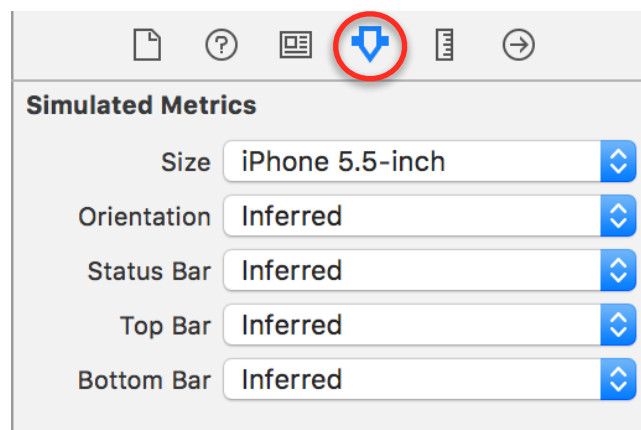 Simulated Metrics
Size iPhone 5.5-inch
Orientation Inferred
Status Bar Inferred
Top Bar Inferred
Bottom Bar Inferred